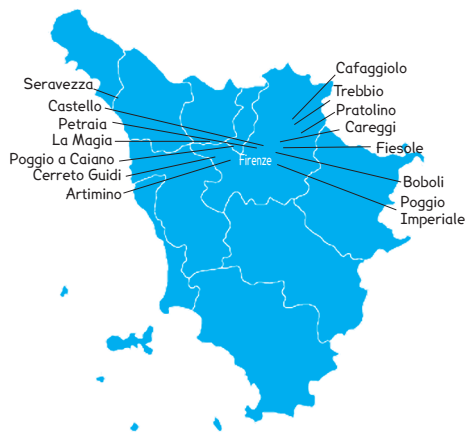 Seravezza
Castello
Petraia
La Magia
Poggio a Caiano
Cerreto Guidi
Artimino
Firenze
Cafaggiolo
Trebbio
Pratolino
Careggi
Fiesole
Boboli
Poggio
Imperiale